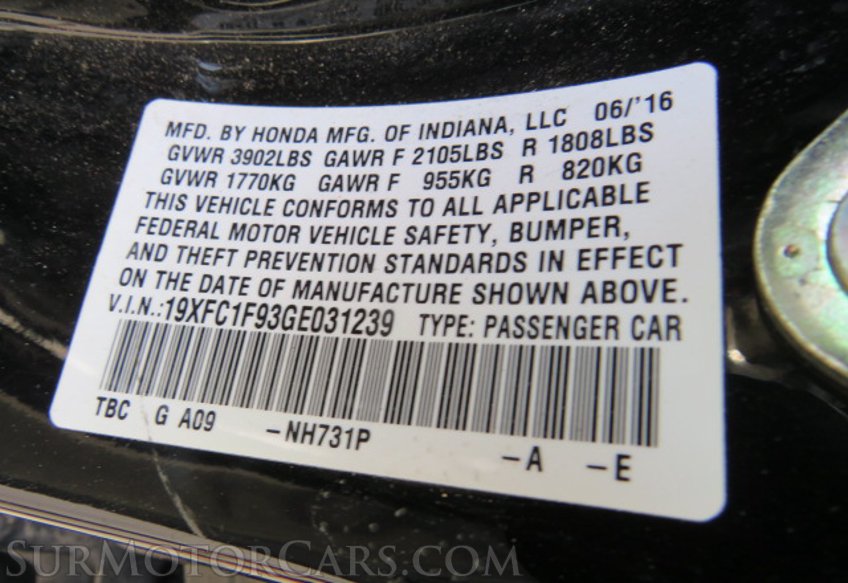 MFD. BY HONDA MFG. OF INDIANA, LLC 06/'16
GVWR 3902LBS GAWR F 2105LBS R 1808LBS
GVWR 1770KG GAWR F 955KG R 820KG
THIS VEHICLE CONFORMS TO ALL APPLICABLE
FEDERAL MOTOR VEHICLE SAFETY, BUMPER,
AND THEFT PREVENTION STANDARDS IN EFFECT
ON THE DATE OF MANUFACTURE SHOWN ABOVE.
V.I.N.:19XFC1F93GE031239 TYPE: PASSENGER CAR
TBC G A09 -NH731P -A -E
SURMOTORCARS.COM